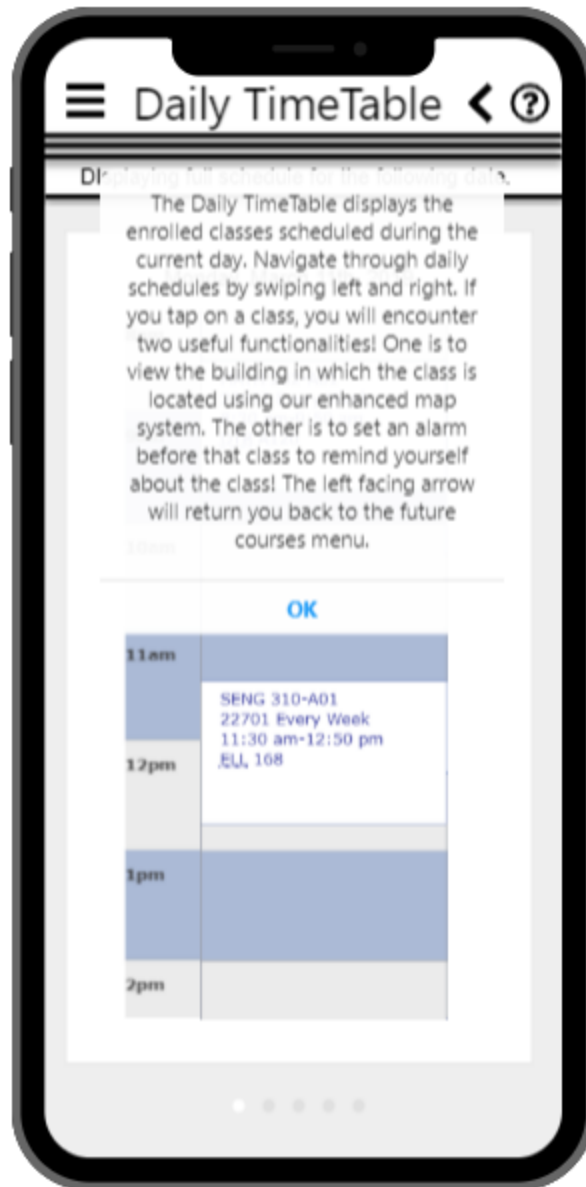 Daily TimeTable
Displaying full schedule for the following date.
The Daily TimeTable displays the
enrolled classes scheduled during the
current day. Navigate through daily
schedules by swiping left and right. If
you tap on a class, you will encounter
two useful functionalities! One is to
view the building in which the class is
located using our enhanced map
system. The other is to set an alarm
before that class to remind yourself
about the class! The left facing arrow
will return you back to the future
courses menu.
10am
OK
11am
SENG 310-A01
22701 Every Week
11:30 am-12:50 pm
EU, 168
12pm
1pm
2pm